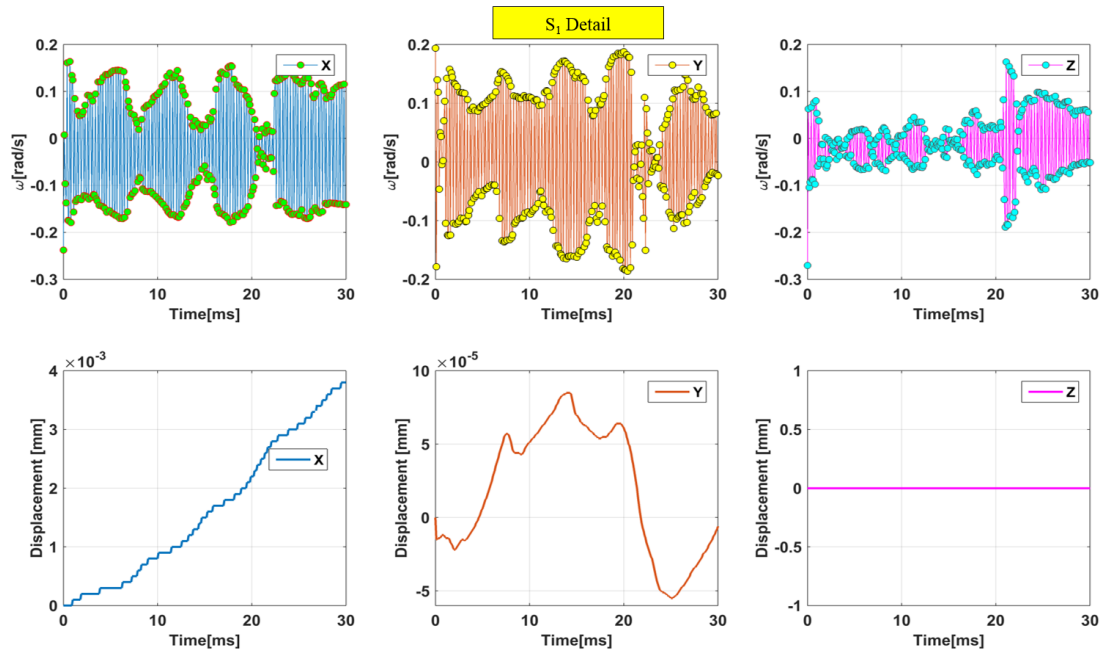 S₁ Detail
0.2
0.1
0
-0.1
-0.2
-0.3
ω[rad/s]
X
0 10 20 30
Time[ms]
0.2
0.1
0
-0.1
-0.2
ω[rad/s]
Y
0 10 20 30
Time[ms]
0.2
0.1
0
-0.1
-0.2
-0.3
ω[rad/s]
Z
0 10 20 30
Time[ms]
×10⁻³
4
3
2
1
0
Displacement [mm]
X
0 10 20 30
Time[ms]
×10⁻⁵
10
5
0
-5
Displacement [mm]
Y
0 10 20 30
Time[ms]
1
0.5
0
-0.5
-1
Displacement [mm]
Z
0 10 20 30
Time[ms]